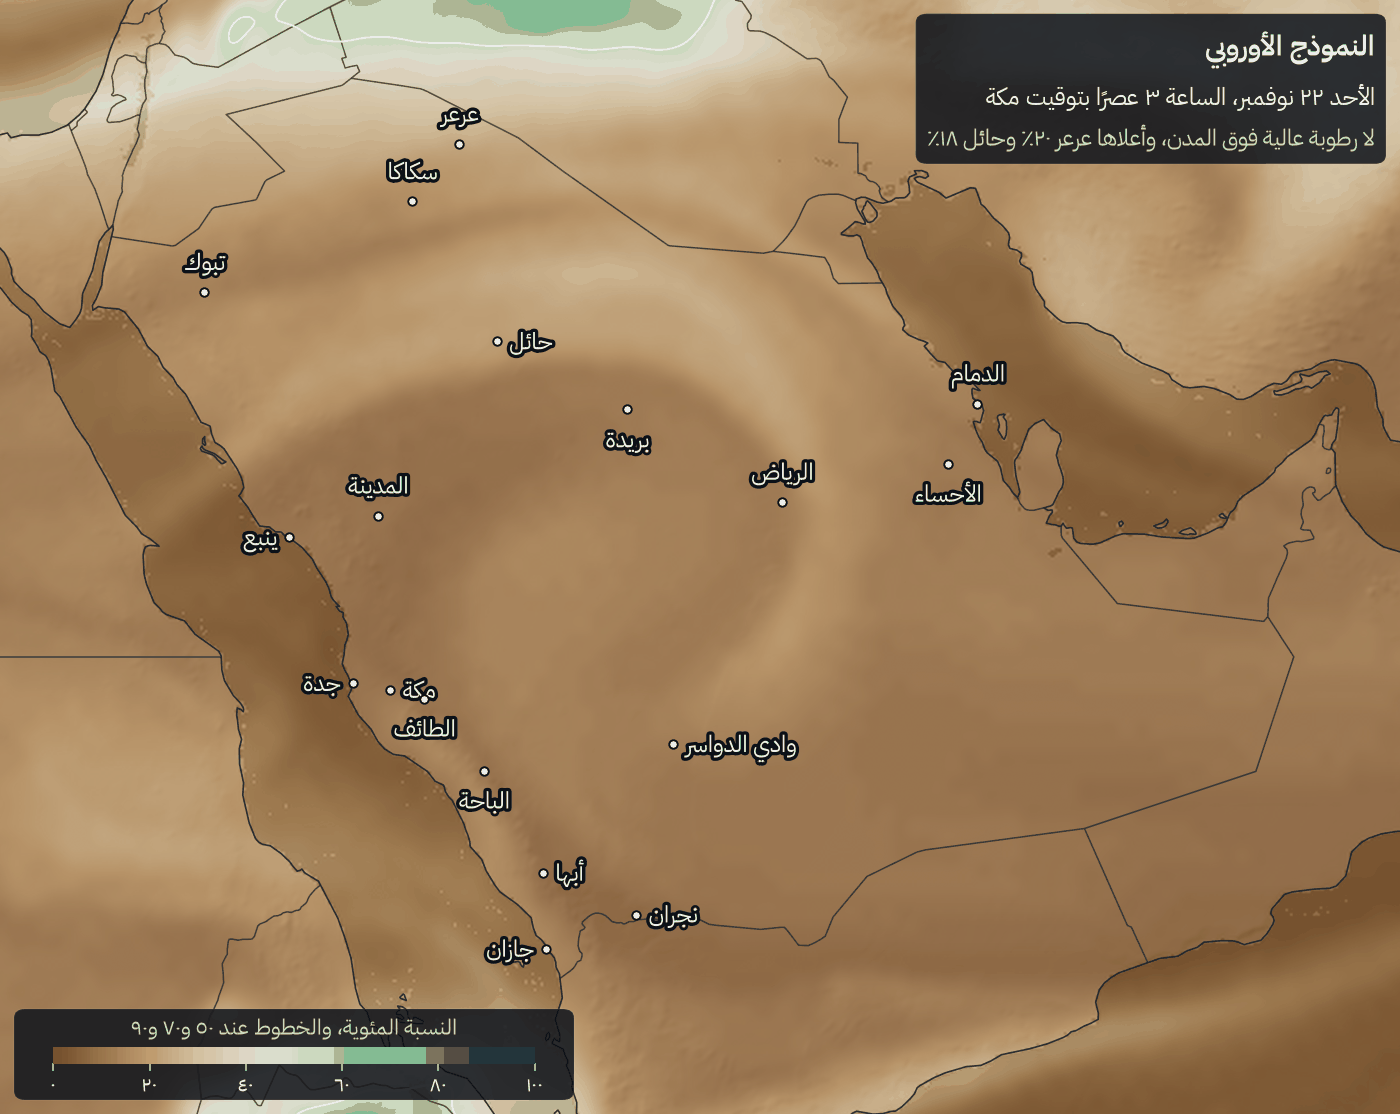 النموذج الأوروبي
الأحد ٢٢ نوفمبر، الساعة ٣ عصرًا بتوقيت مكة
لا رطوبة عالية فوق المدن، وأعلاها عرعر ٢٠٪ وحائل ١٨٪
عرعر
سكاكا
تبوك
حائل
الدمام
بريدة
الرياض
الأحساء
المدينة
ينبع
جدة
مكة
الطائف
وادي الدواسر
الباحة
أبها
نجران
جازان
النسبة المئوية، والخطوط عند ٥٠ و٧٠ و٩٠
٠ ٢٠ ٤٠ ٦٠ ٨٠ ١٠٠